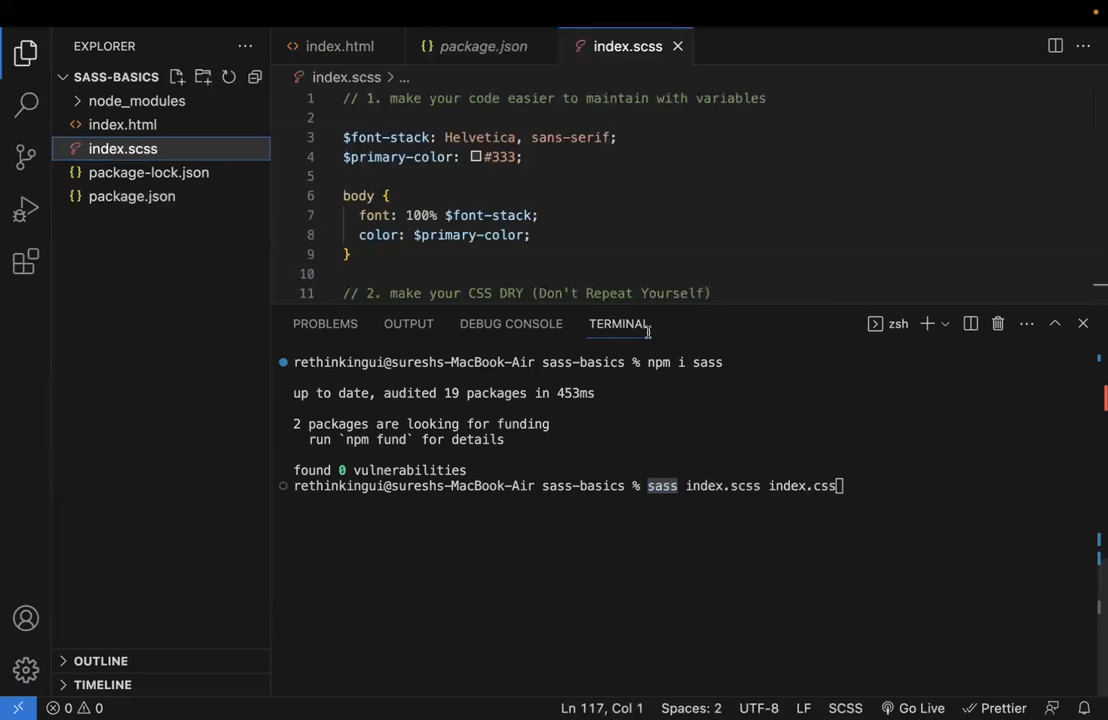 EXPLORER
index.html
package.json
index.scss
SASS-BASICS
node_modules
index.html
index.scss
package-lock.json
package.json
index.scss > ...
1 // 1. make your code easier to maintain with variables
2
3 $font-stack: Helvetica, sans-serif;
4 $primary-color: #333;
5
6 body {
7 font: 100% $font-stack;
8 color: $primary-color;
9 }
10
11 // 2. make your CSS DRY (Don't Repeat Yourself)
PROBLEMS OUTPUT DEBUG CONSOLE TERMINAL
zsh
rethinkingui@sureshs-MacBook-Air sass-basics % npm i sass
up to date, audited 19 packages in 453ms
2 packages are looking for funding
run `npm fund` for details
found 0 vulnerabilities
rethinkingui@sureshs-MacBook-Air sass-basics % sass index.scss index.css
OUTLINE
TIMELINE
0 0 Ln 117, Col 1 Spaces: 2 UTF-8 LF SCSS Go Live Prettier